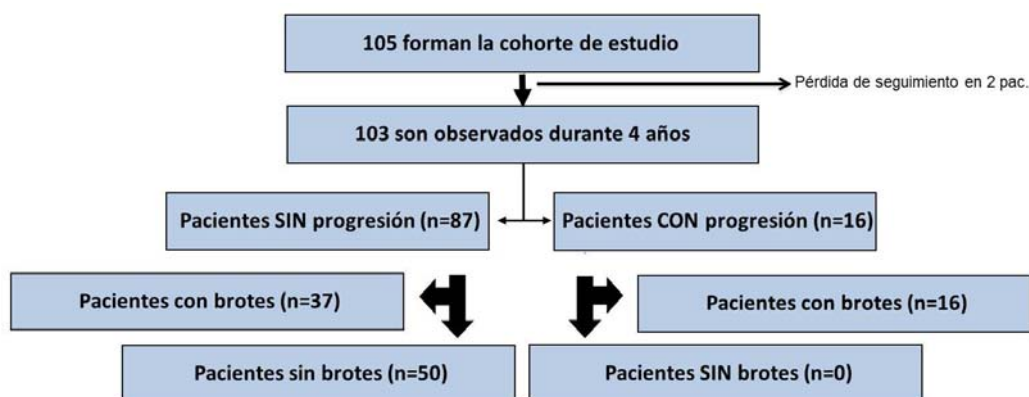 105 forman la cohorte de estudio
Pérdida de seguimiento en 2 pac.
103 son observados durante 4 años
Pacientes SIN progresión (n=87)
Pacientes CON progresión (n=16)
Pacientes con brotes (n=37)
Pacientes con brotes (n=16)
Pacientes sin brotes (n=50)
Pacientes SIN brotes (n=0)